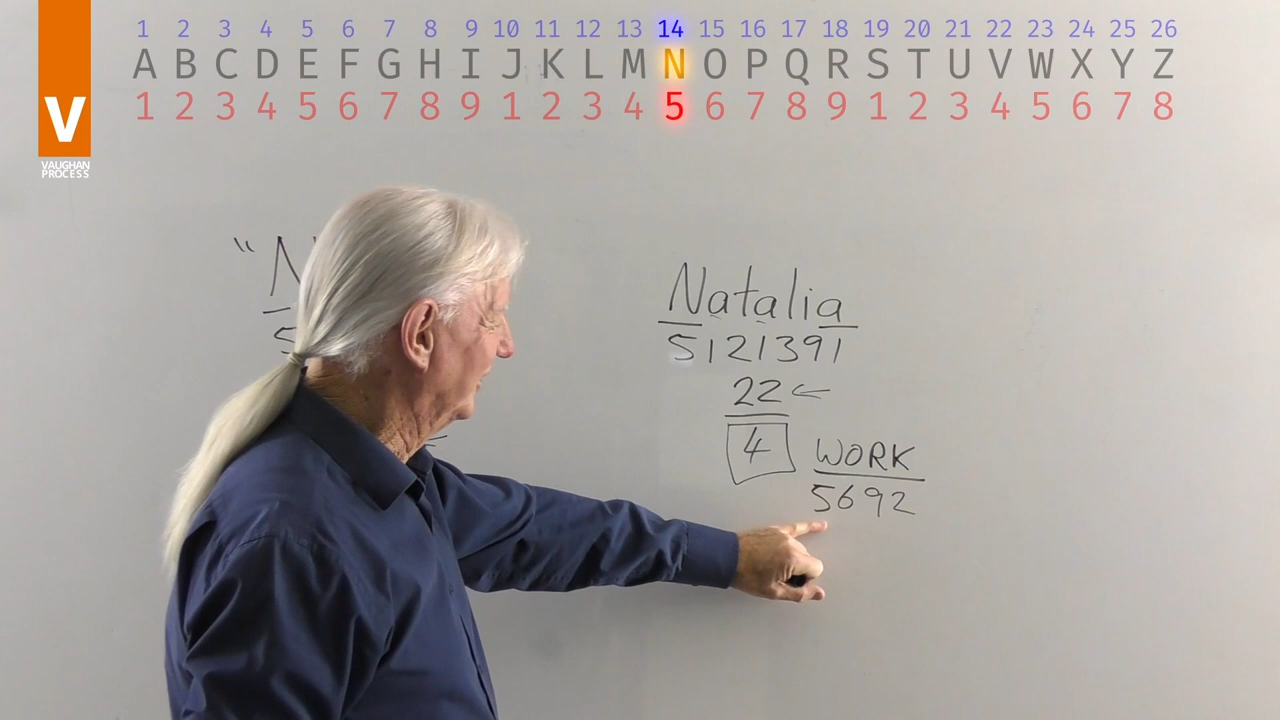 1 2 3 4 5 6 7 8 9 10 11 12 13 14 15 16 17 18 19 20 21 22 23 24 25 26
A B C D E F G H I J K L M N O P Q R S T U V W X Y Z
1 2 3 4 5 6 7 8 9 1 2 3 4 5 6 7 8 9 1 2 3 4 5 6 7 8
V
VAUGHAN
PROCESS
"N
5
Natalia
5121391
22 ←
4
WORK
5692